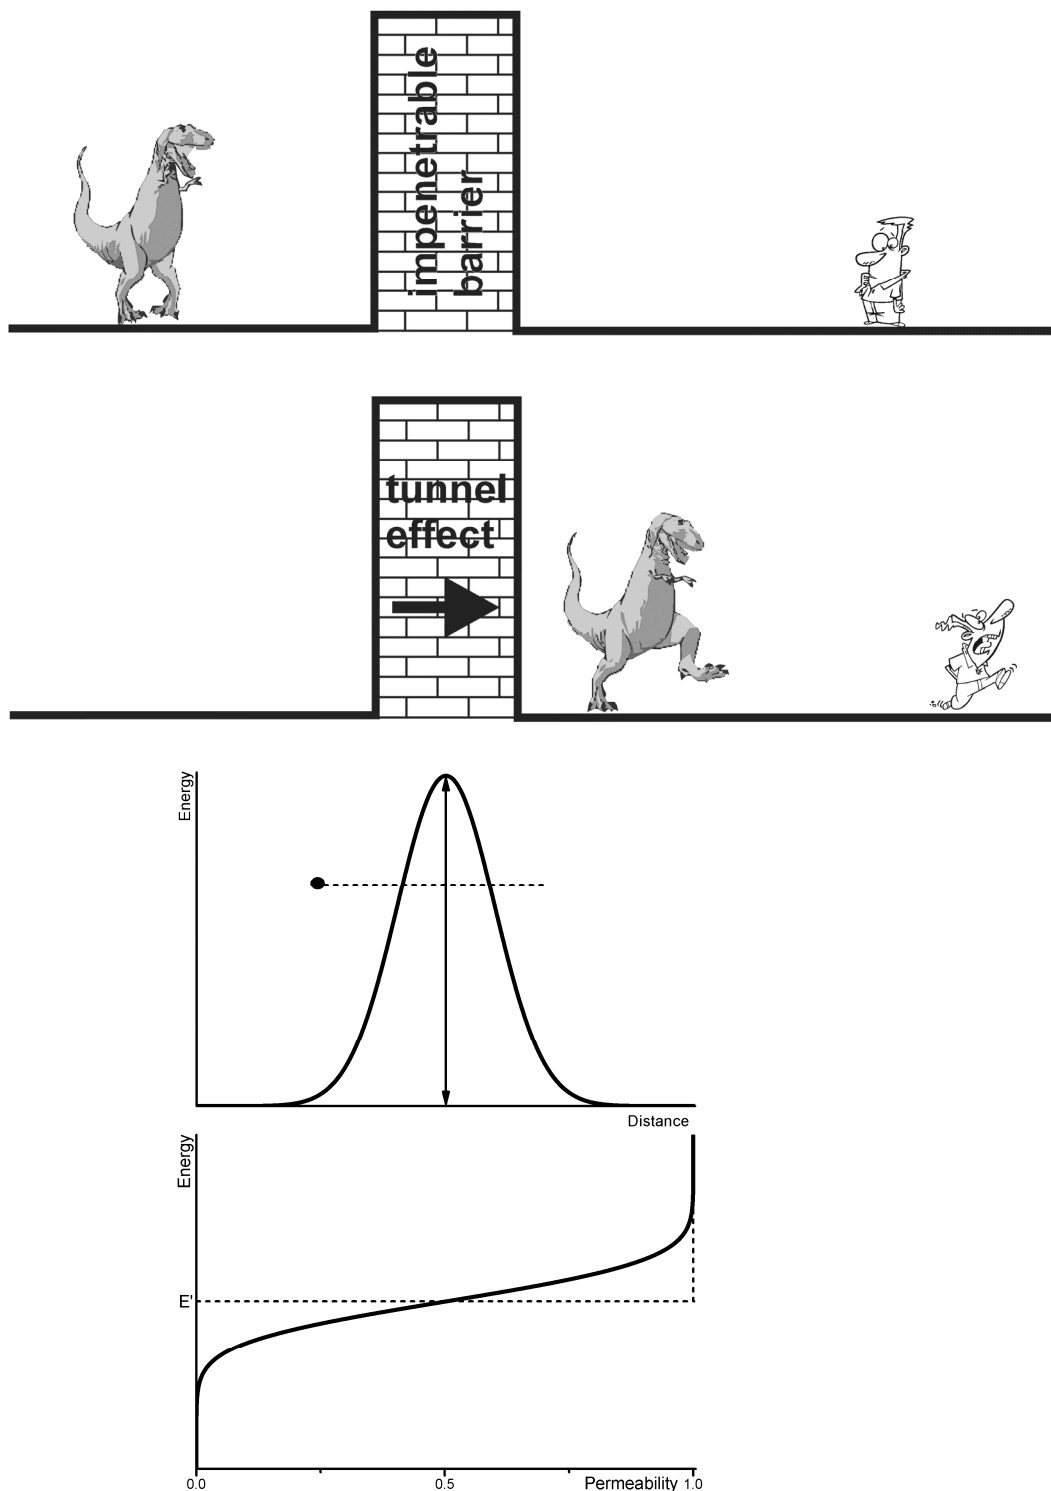 impenetrable
barrier
tunnel
effect
Energy
Distance
Energy
E'
0.0
0.5
Permeability 1.0